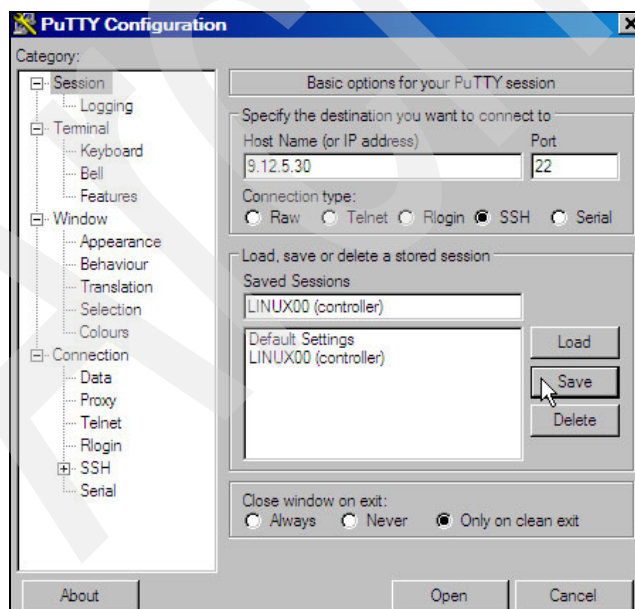 PuTTY Configuration
Category:
Session
Logging
Terminal
Keyboard
Bell
Features
Window
Appearance
Behaviour
Translation
Selection
Colours
Connection
Data
Proxy
Telnet
Rlogin
SSH
Serial
Basic options for your PuTTY session
Specify the destination you want to connect to
Host Name (or IP address) Port
9.12.5.30 22
Connection type:
Raw Telnet Rlogin SSH Serial
Load, save or delete a stored session
Saved Sessions
LINUX00 (controller)
Default Settings
LINUX00 (controller)
Load
Save
Delete
Close window on exit:
Always Never Only on clean exit
About Open Cancel